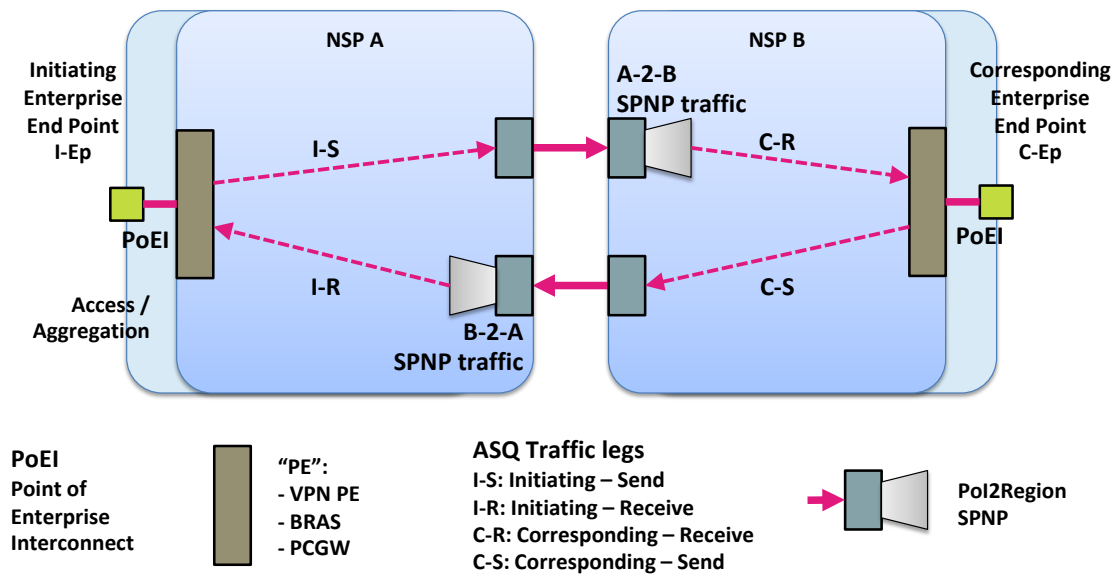 NSP A
NSP B
Initiating
Enterprise
End Point
I-Ep
A-2-B
SPNP traffic
Corresponding
Enterprise
End Point
C-Ep
I-S
C-R
PoEI
PoEI
I-R
C-S
Access /
Aggregation
B-2-A
SPNP traffic
PoEI
Point of
Enterprise
Interconnect
“PE”:
- VPN PE
- BRAS
- PCGW
ASQ Traffic legs
I-S: Initiating – Send
I-R: Initiating – Receive
C-R: Corresponding – Receive
C-S: Corresponding – Send
PoI2Region
SPNP